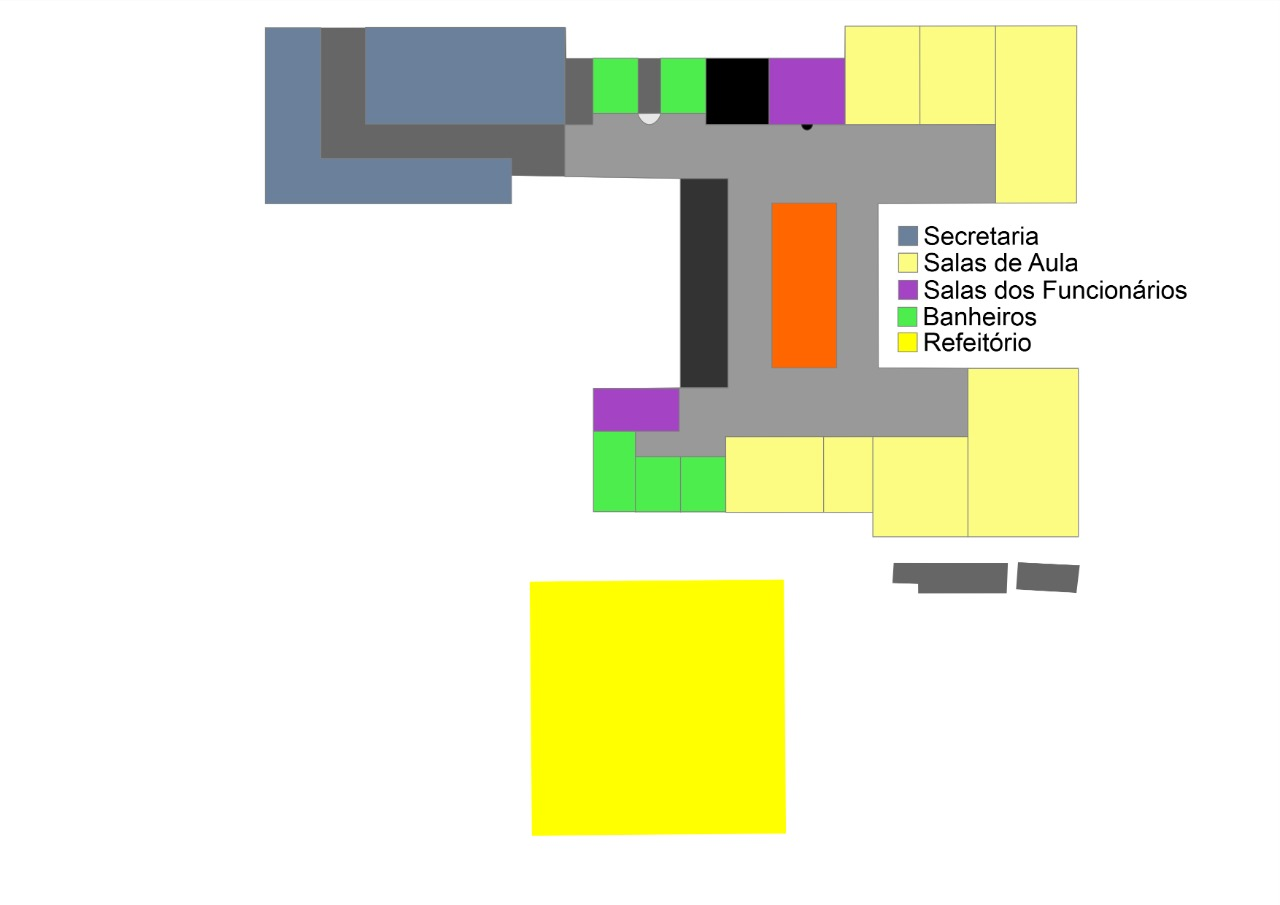 Secretaria
Salas de Aula
Salas dos Funcionários
Banheiros
Refeitório